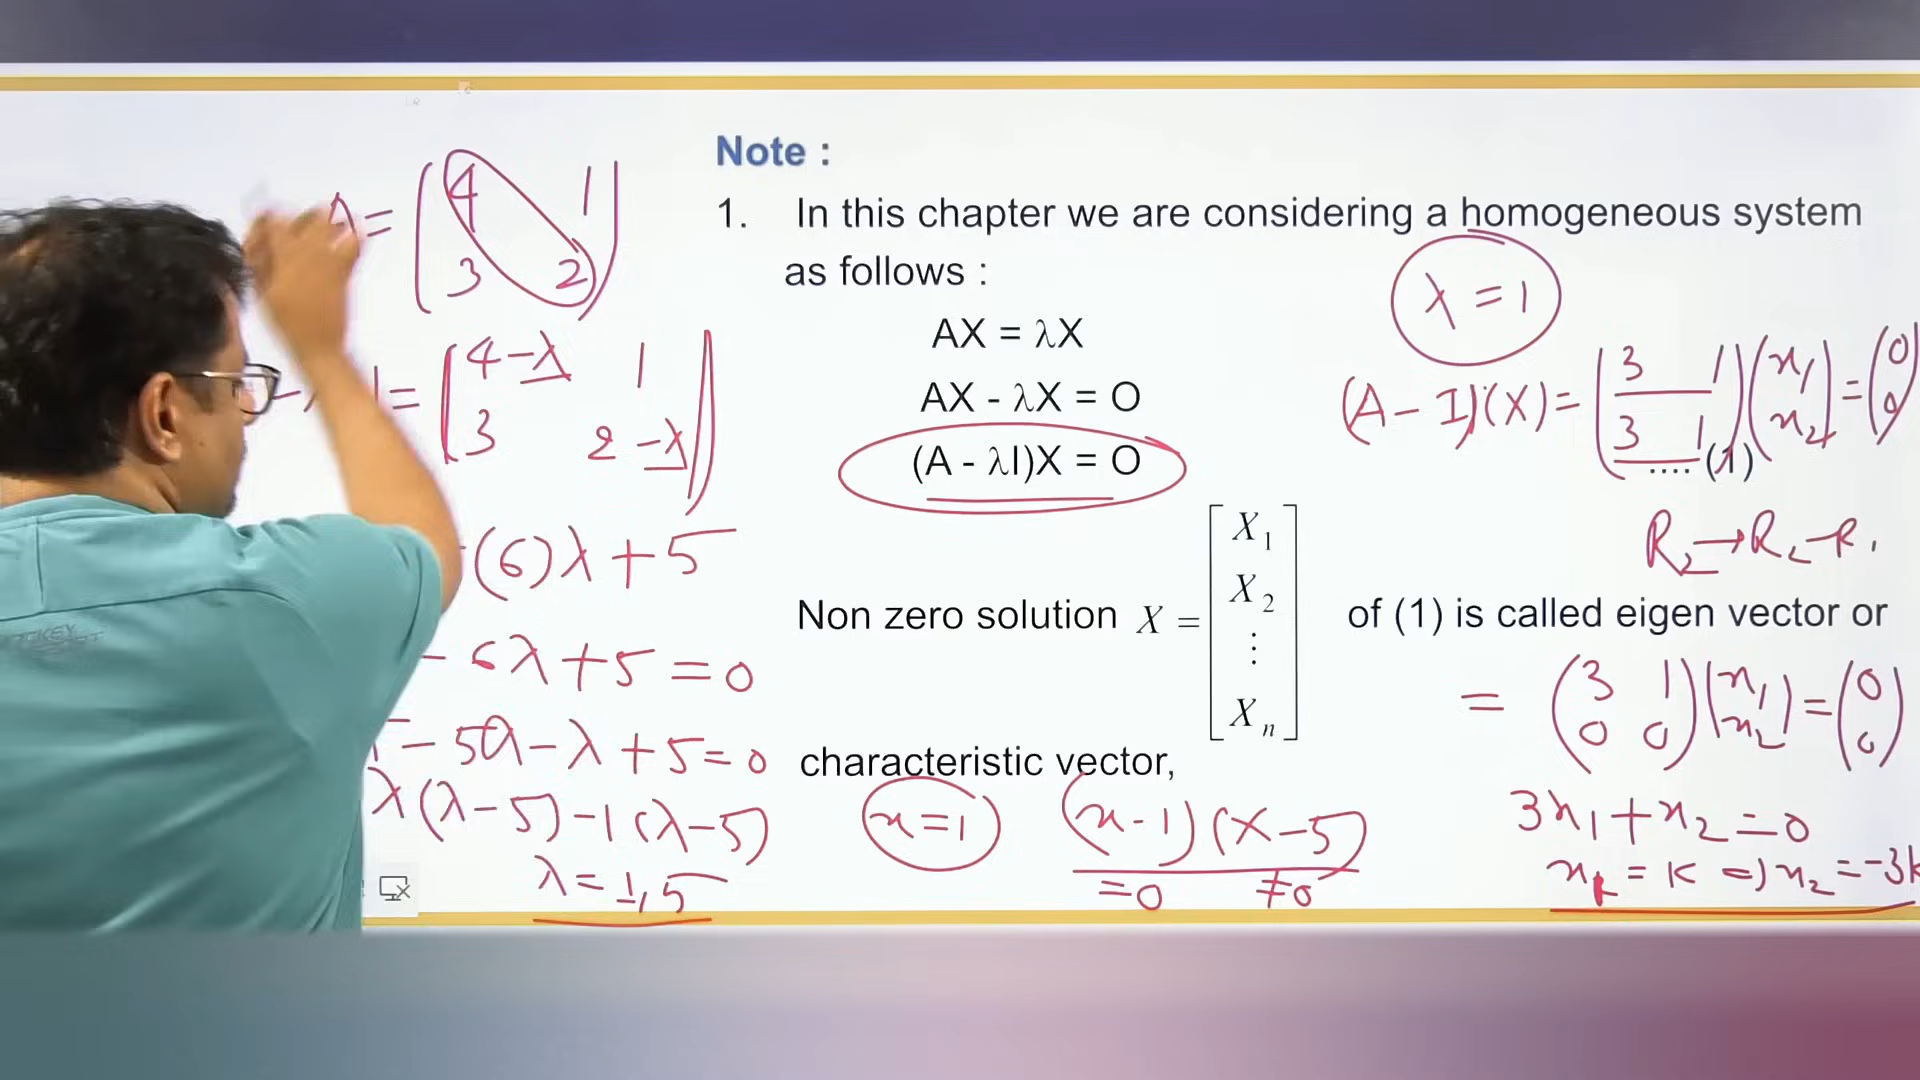 A = (4 1
3 2)
- λI = (4-λ 1
3 2-λ)
(6)λ + 5
- 6λ + 5 = 0
- 5λ - λ + 5 = 0
λ(λ-5) -1(λ-5)
λ = 1, 5
Note :
1. In this chapter we are considering a homogeneous system
as follows :
AX = λX
AX - λX = O
(A - λI)X = O .... (1)
Non zero solution X = [X1 X2 ⋮ Xn] of (1) is called eigen vector or
characteristic vector,
x=1 (x-1)(x-5)
=0 ≠0
λ = 1
(A - I)(X) = (3 1
3 1)(x1
x2) = (0
0)
R2→R2-R1
= (3 1
0 0)(x1
x2) = (0
0)
3x1 + x2 = 0
x1 = k ⇒ x2 = -3k